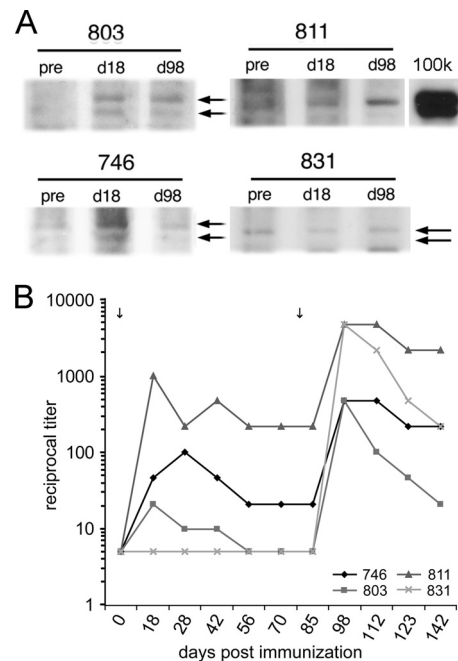 A
803 811
pre d18 d98 pre d18 d98 100k
746 831
pre d18 d98 pre d18 d98
B
10000
1000
100
10
1
reciprocal titer
0 18 28 42 56 70 85 98 112 123 142
days post immunization
746 811
803 831